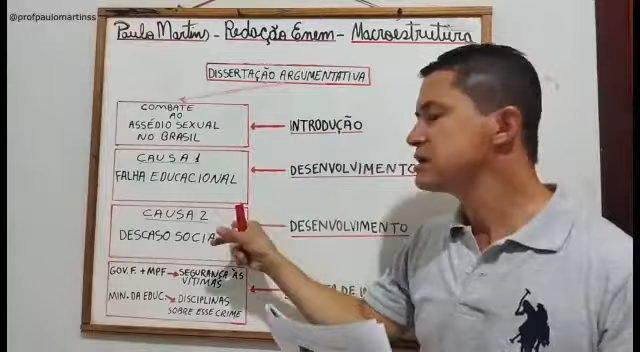 @profpaulomartinss
Paulo Martins - Redação Enem - Macroestrutura
DISSERTAÇÃO ARGUMENTATIVA
COMBATE
AO
ASSÉDIO SEXUAL
NO BRASIL
INTRODUÇÃO
CAUSA 1
FALHA EDUCACIONAL
DESENVOLVIMENTO
CAUSA 2
DESCASO SOCIA
DESENVOLVIMENTO
GOV. F. + MPF → SEGURANÇA ÀS
VÍTIMAS
MIN. DA EDUC. → DISCIPLINAS
SOBRE ESSE CRIME